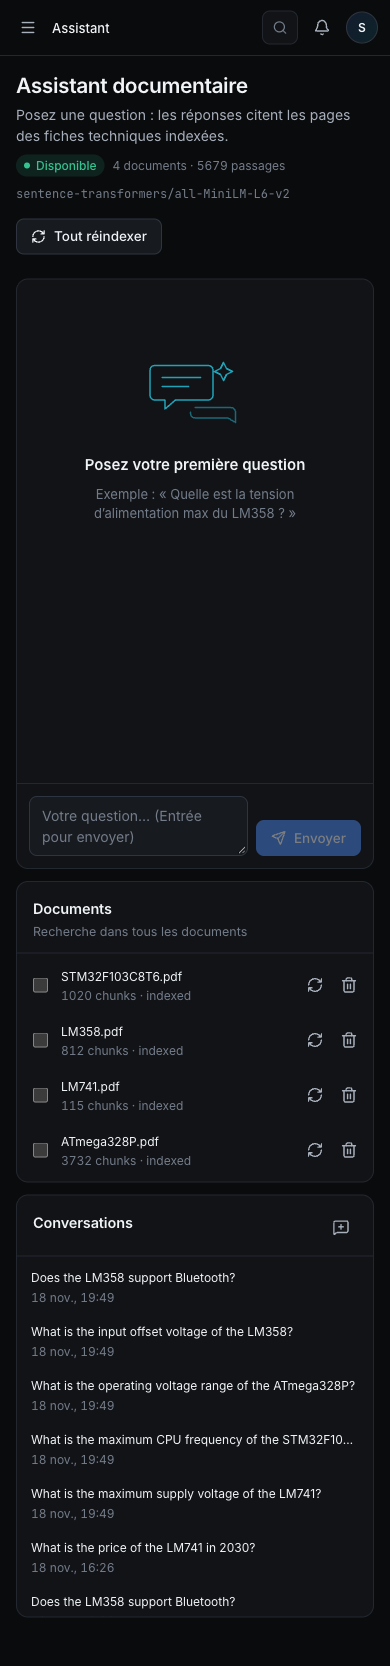 Assistant
S
Assistant documentaire
Posez une question : les réponses citent les pages
des fiches techniques indexées.
Disponible
4 documents · 5679 passages
sentence-transformers/all-MiniLM-L6-v2
Tout réindexer
Posez votre première question
Exemple : « Quelle est la tension
d'alimentation max du LM358 ? »
Votre question… (Entrée
pour envoyer)
Envoyer
Documents
Recherche dans tous les documents
STM32F103C8T6.pdf
1020 chunks · indexed
LM358.pdf
812 chunks · indexed
LM741.pdf
115 chunks · indexed
ATmega328P.pdf
3732 chunks · indexed
Conversations
Does the LM358 support Bluetooth?
18 nov., 19:49
What is the input offset voltage of the LM358?
18 nov., 19:49
What is the operating voltage range of the ATmega328P?
18 nov., 19:49
What is the maximum CPU frequency of the STM32F10…
18 nov., 19:49
What is the maximum supply voltage of the LM741?
18 nov., 19:49
What is the price of the LM741 in 2030?
18 nov., 16:26
Does the LM358 support Bluetooth?